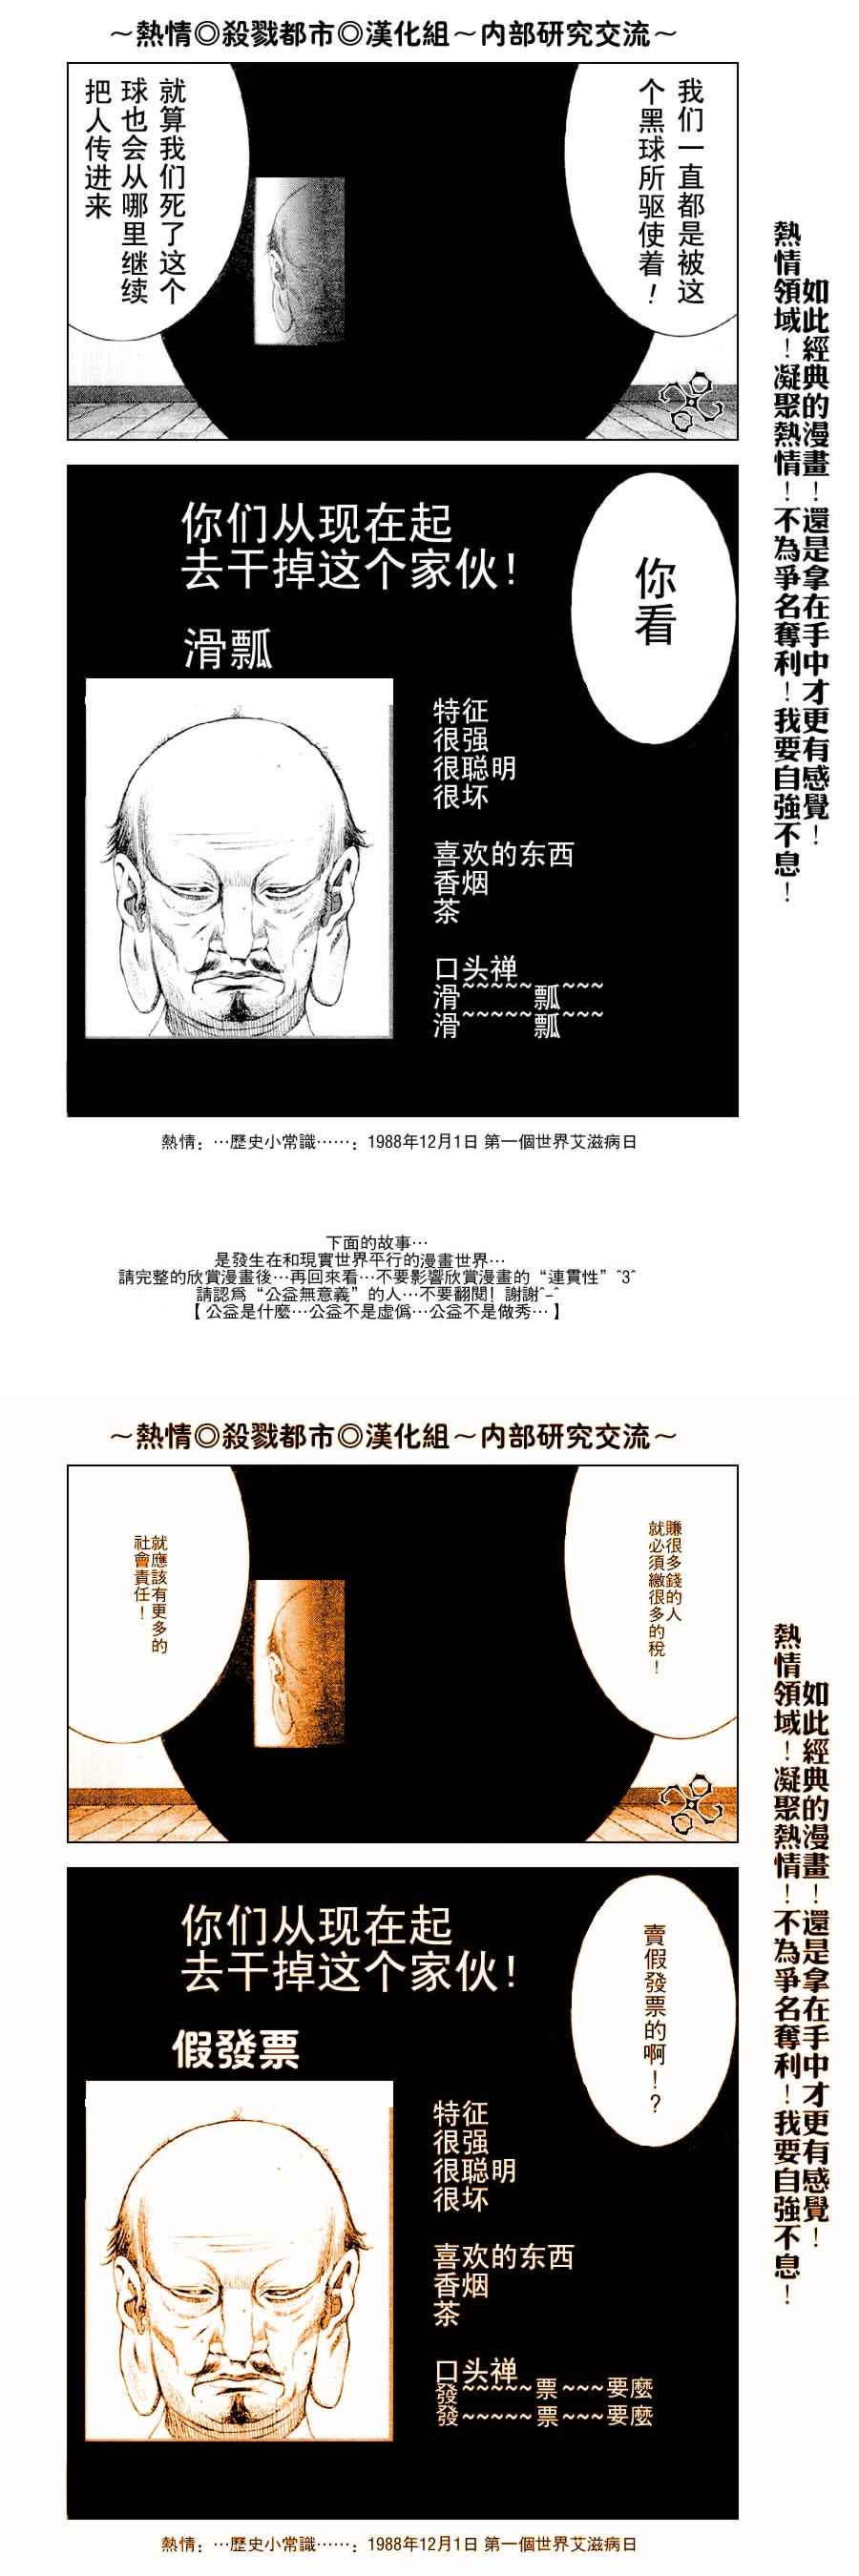 ～熱情◎殺戮都市◎漢化組～内部研究交流～
我们一直都是被这
个黑球所驱使着！
就算我们死了这个
球也会从哪里继续
把人传进来
如此經典的漫畫！還是拿在手中才更有感覺！
熱情領域！凝聚熱情！不為爭名奪利！我要自強不息！
你看
你们从现在起
去干掉这个家伙！
滑瓢
特征
很强
很聪明
很坏
喜欢的东西
香烟
茶
口头禅
滑~~~~~瓢~~~
滑~~~~~瓢~~~
熱情：…歷史小常識……：1988年12月1日 第一個世界艾滋病日
下面的故事…
是發生在和現實世界平行的漫畫世界…
請完整的欣賞漫畫後…再回來看…不要影響欣賞漫畫的“連貫性”^3^
請認爲“公益無意義”的人…不要翻閱！謝謝^-^
【 公益是什麼…公益不是虛僞…公益不是做秀… 】
～熱情◎殺戮都市◎漢化組～内部研究交流～
賺很多錢的人
就必須繳很多的稅！
就應該有更多的
社會責任！
如此經典的漫畫！還是拿在手中才更有感覺！
熱情領域！凝聚熱情！不為爭名奪利！我要自強不息！
賣假發票的啊！？
你们从现在起
去干掉这个家伙！
假發票
特征
很强
很聪明
很坏
喜欢的东西
香烟
茶
口头禅
發~~~~~票~~~要麼
發~~~~~票~~~要麼
熱情：…歷史小常識……：1988年12月1日 第一個世界艾滋病日